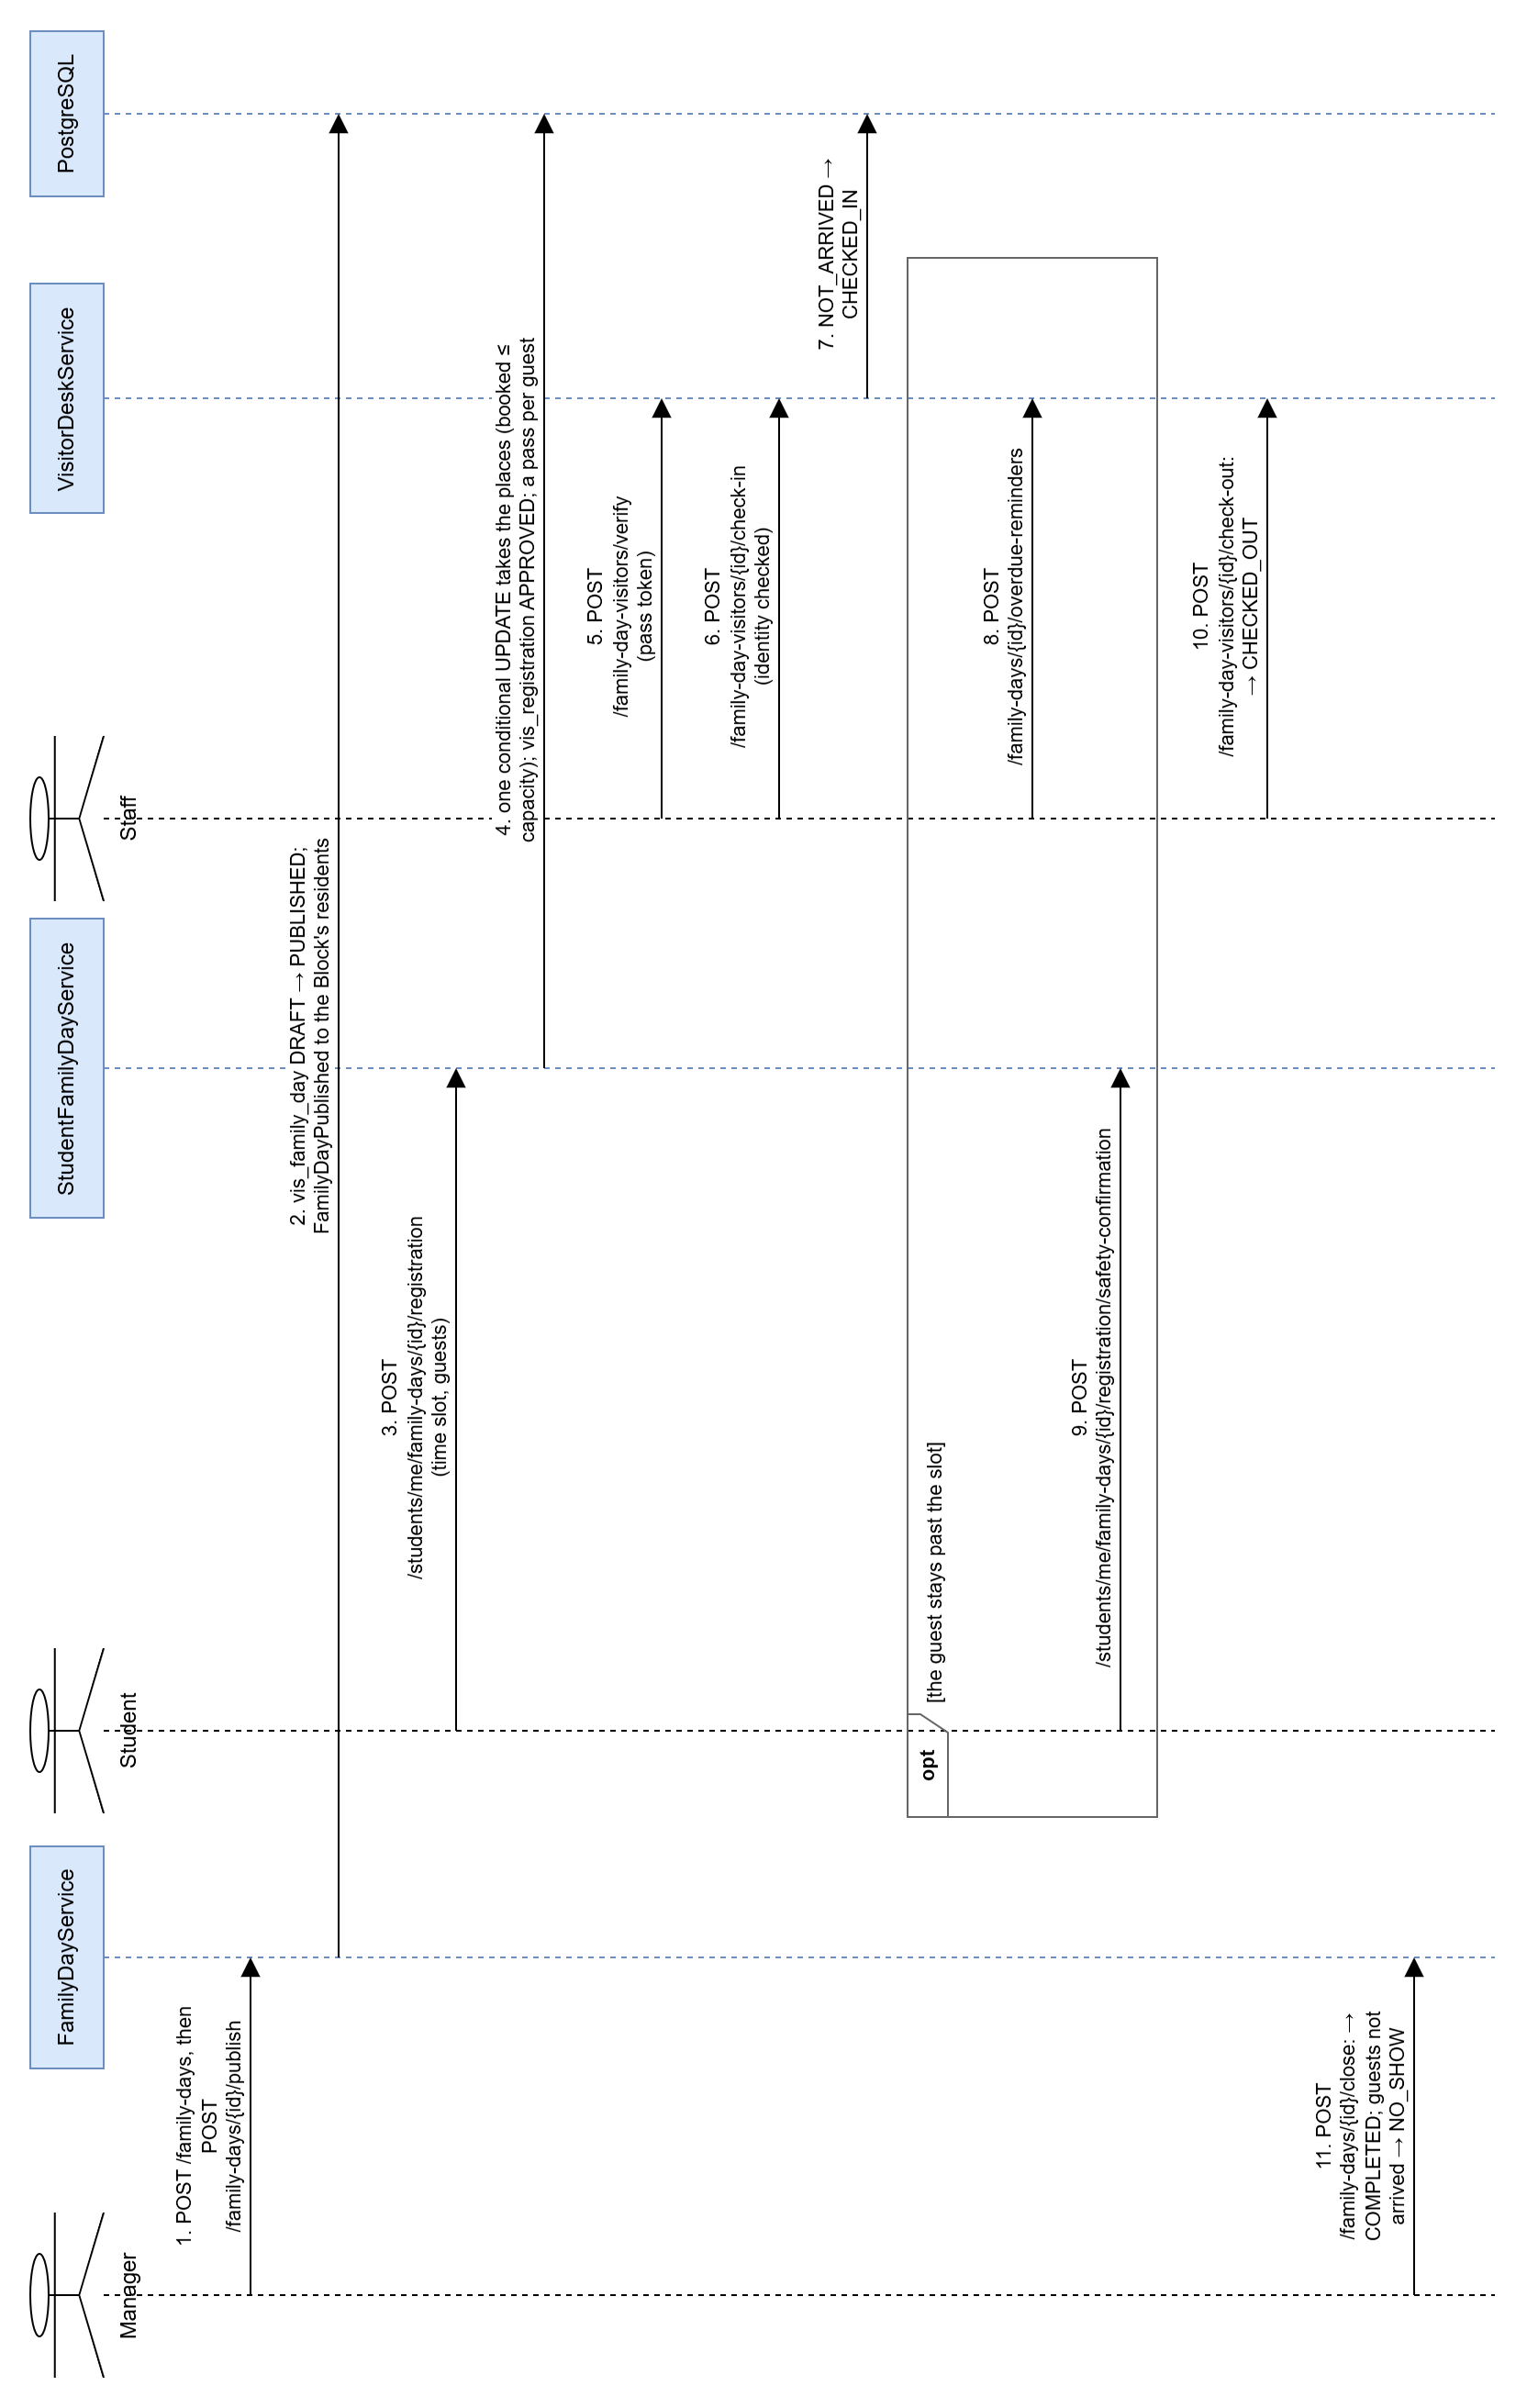 Manager
FamilyDayService
Student
StudentFamilyDayService
Staff
VisitorDeskService
PostgreSQL
1. POST /family-days, then
POST
/family-days/{id}/publish
2. vis_family_day DRAFT → PUBLISHED;
FamilyDayPublished to the Block's residents
3. POST
/students/me/family-days/{id}/registration
(time slot, guests)
4. one conditional UPDATE takes the places (booked ≤
capacity); vis_registration APPROVED; a pass per guest
5. POST
/family-day-visitors/verify
(pass token)
6. POST
/family-day-visitors/{id}/check-in
(identity checked)
7. NOT_ARRIVED →
CHECKED_IN
opt
[the guest stays past the slot]
8. POST
/family-days/{id}/overdue-reminders
9. POST
/students/me/family-days/{id}/registration/safety-confirmation
10. POST
/family-day-visitors/{id}/check-out:
→ CHECKED_OUT
11. POST
/family-days/{id}/close: →
COMPLETED; guests not
arrived → NO_SHOW